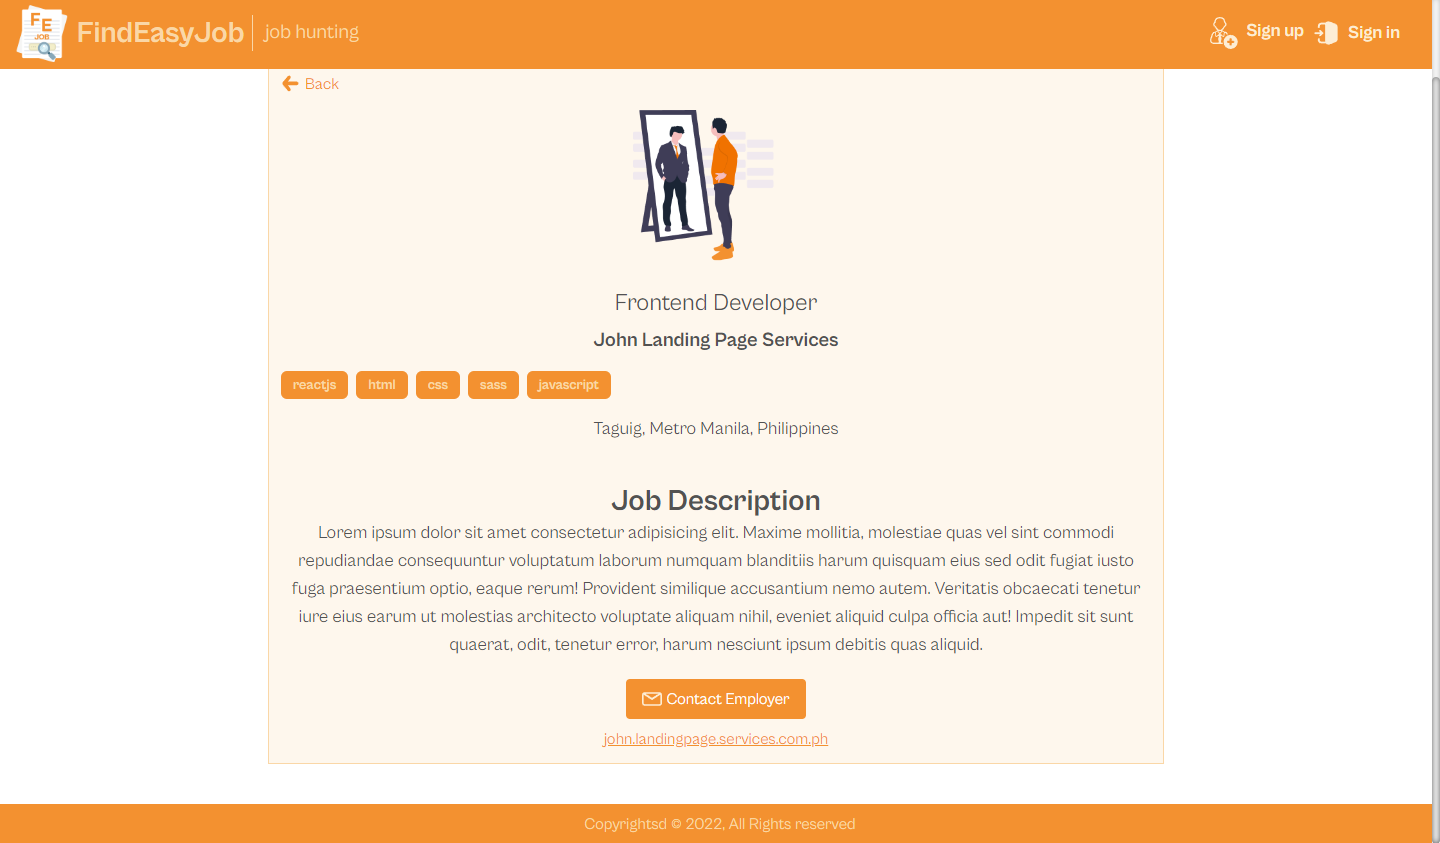 FE
JOB
FindEasyJob
job hunting
Sign up
Sign in
Back
Frontend Developer
John Landing Page Services
reactjs
html
css
sass
javascript
Taguig, Metro Manila, Philippines
Job Description
Lorem ipsum dolor sit amet consectetur adipisicing elit. Maxime mollitia, molestiae quas vel sint commodi
repudiandae consequuntur voluptatum laborum numquam blanditiis harum quisquam eius sed odit fugiat iusto
fuga praesentium optio, eaque rerum! Provident similique accusantium nemo autem. Veritatis obcaecati tenetur
iure eius earum ut molestias architecto voluptate aliquam nihil, eveniet aliquid culpa officia aut! Impedit sit sunt
quaerat, odit, tenetur error, harum nesciunt ipsum debitis quas aliquid.
Contact Employer
john.landingpage.services.com.ph
Copyrightsd © 2022, All Rights reserved